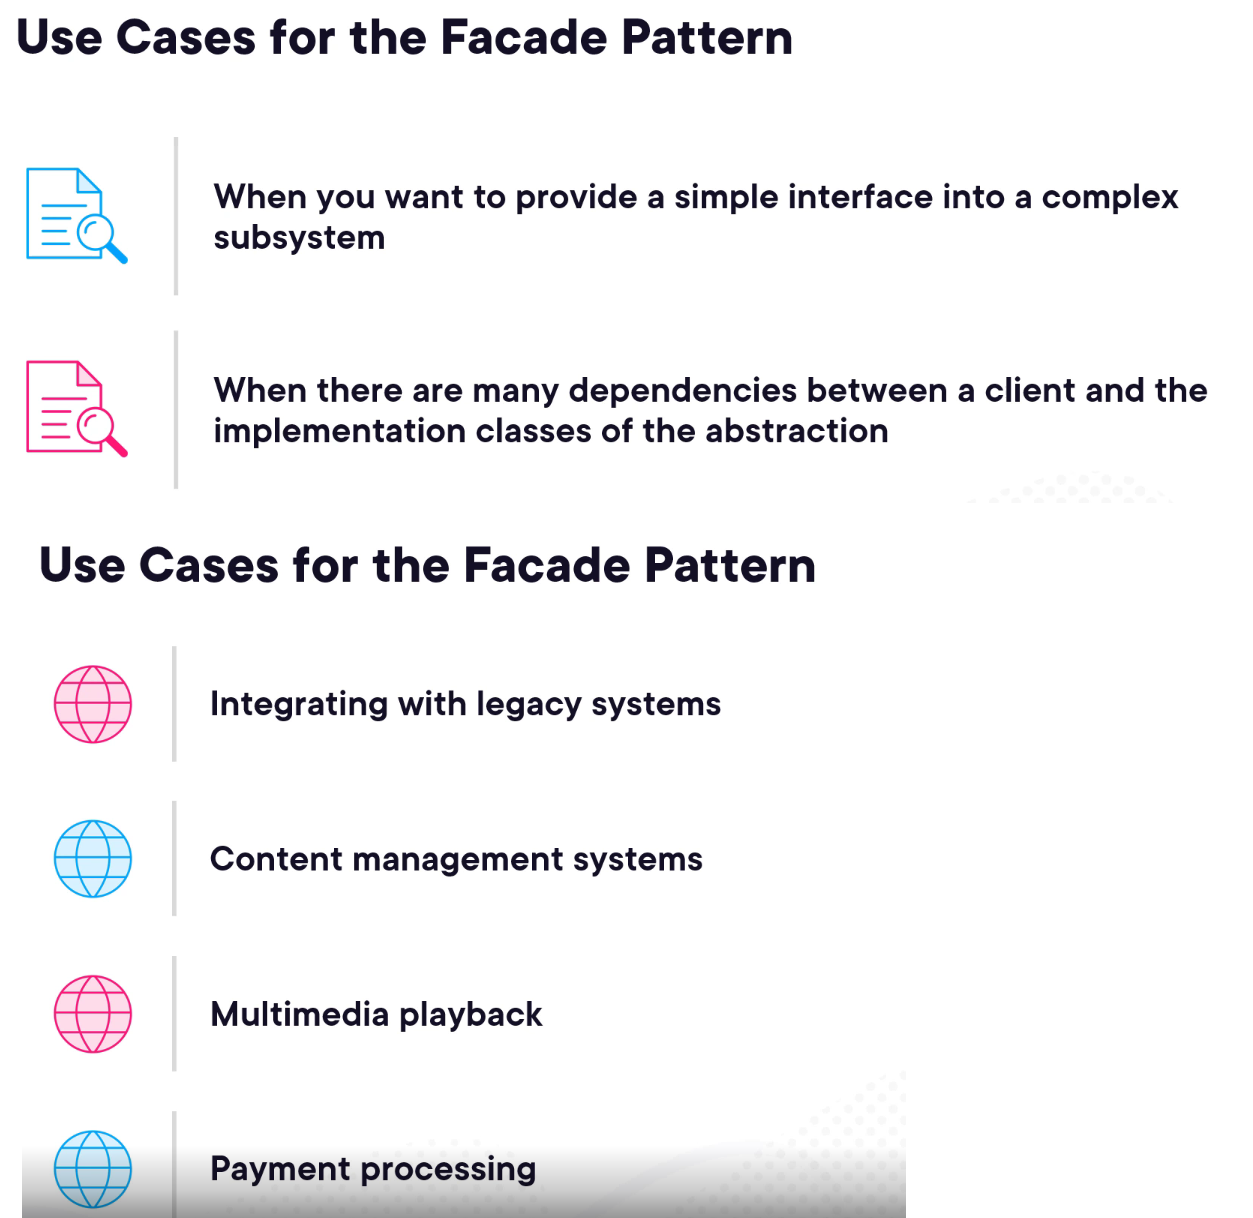 Use Cases for the Facade Pattern
When you want to provide a simple interface into a complex
subsystem
When there are many dependencies between a client and the
implementation classes of the abstraction
Use Cases for the Facade Pattern
Integrating with legacy systems
Content management systems
Multimedia playback
Payment processing